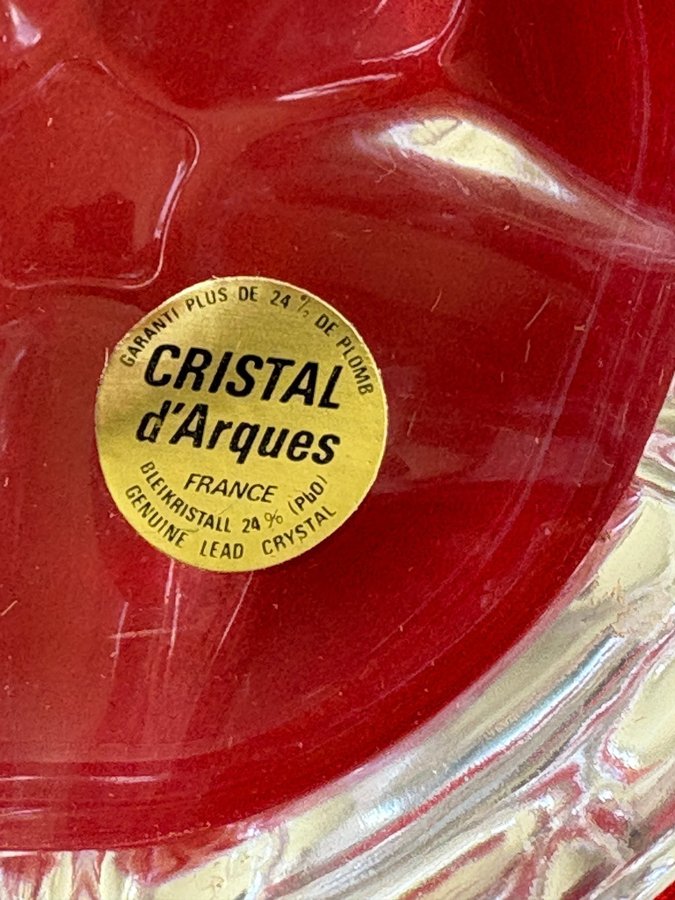 GARANTI PLUS DE 24 % DE PLOMB
CRISTAL
d'Arques
FRANCE
BLEIKRISTALL 24 % (PbO)
GENUINE LEAD CRYSTAL